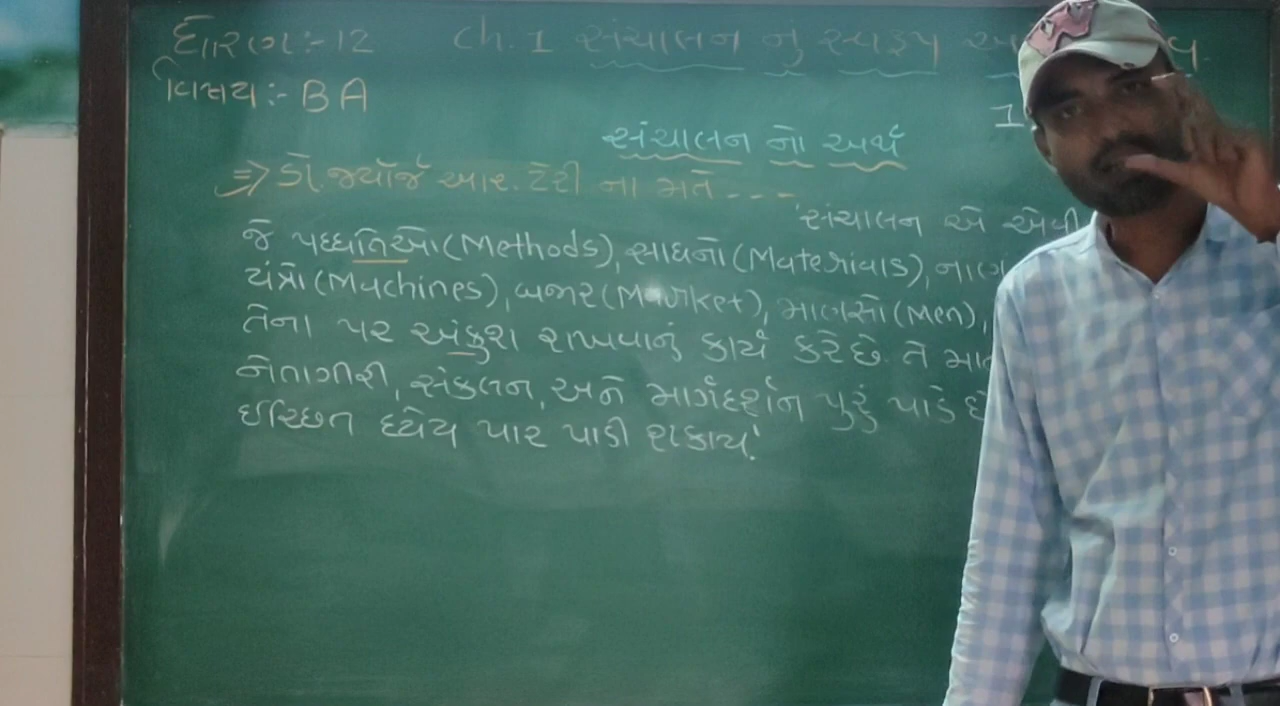 ધોરણ:-12 ch.1 સંચાલન નું સ્વરૂપ
વિષય:- BA
1
સંચાલન નો અર્થ
=> ડૉ. જ્યોર્જ આર. ટેરી ના મતે - - - -
'સંચાલન એ એવી
જે પધ્ધતિઓ(Methods), સાધનો(Materials),
યંત્રો(Machines), બજાર(Market), માણસો(Men),
તેના પર અંકુશ રાખવાનું કાર્ય કરે છે. તે
નેતાગીરી, સંકલન, અને માર્ગદર્શન પુરું પાડે
ઈચ્છિત ધ્યેય પાર પાડી શકાય.'